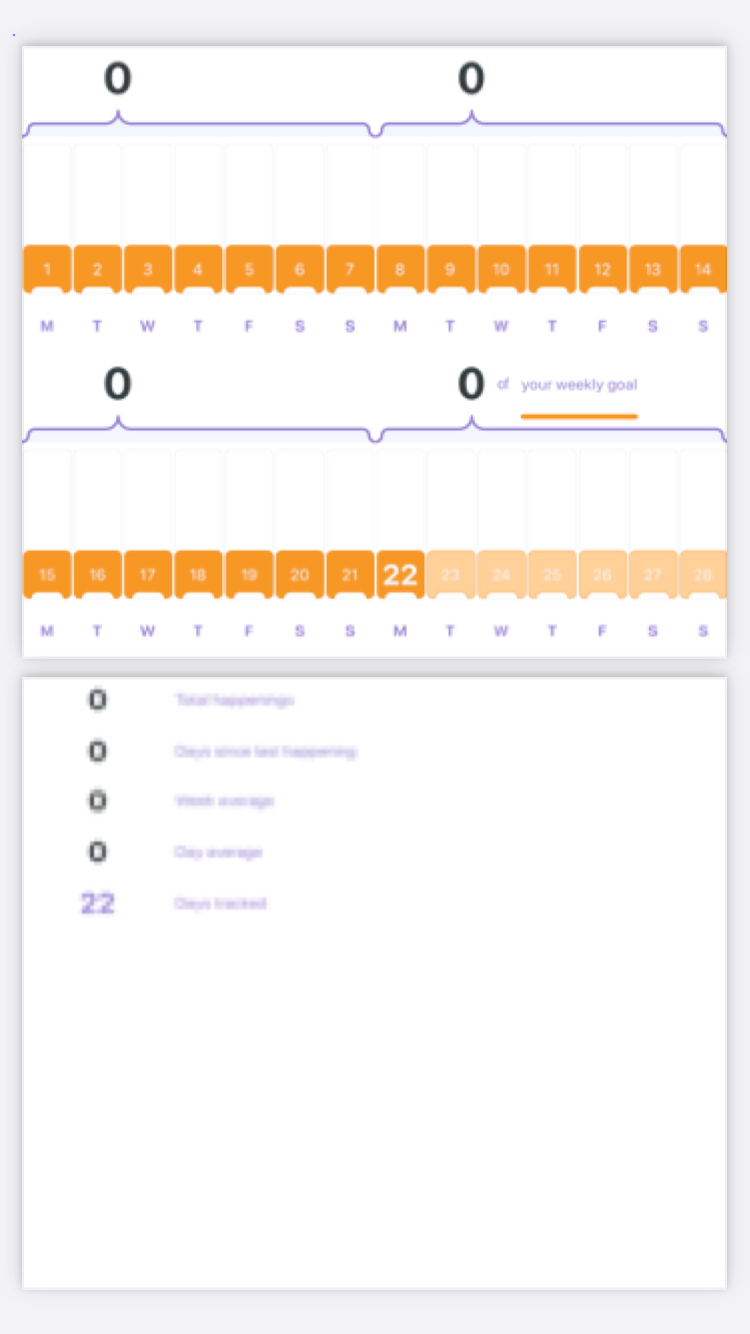 0 0
1 2 3 4 5 6 7 8 9 10 11 12 13 14
M T W T F S S M T W T F S S
0 0 of your weekly goal
15 16 17 18 19 20 21 22 23 24 25 26 27 28
M T W T F S S M T W T F S S
0 Total happenings
0 Days since last happening
0 Week average
0 Day average
22 Days tracked